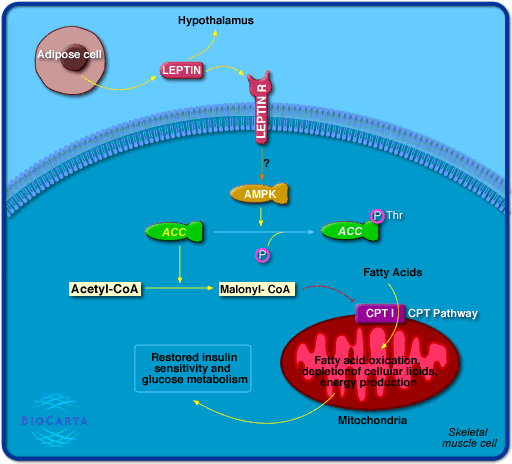 Hypothalamus
Adipose cell
LEPTIN
LEPTIN R
?
AMPK
ACC
ACC
P
Thr
P
Fatty Acids
Acetyl-CoA
Malonyl- CoA
CPT I
CPT Pathway
Restored insulin
sensitivity and
glucose metabolism
Fatty acid oxidation,
depletion of cellular lipids,
anergy production
Mitochondria
BIOCARTA
Skeletal
muscle cell